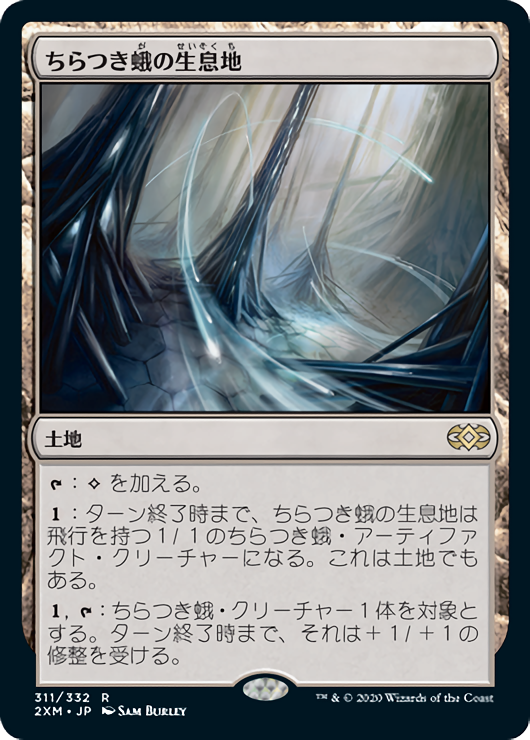 ちらつき蛾の生息地
土地
：◇を加える。
1：ターン終了時まで、ちらつき蛾の生息地は
飛行を持つ1/1のちらつき蛾・アーティファ
クト・クリーチャーになる。これは土地でも
ある。
1, ：ちらつき蛾・クリーチャー1体を対象と
する。ターン終了時まで、それは＋1/＋1の
修整を受ける。
311/332 R
2XM・JP SAM BURLEY
™ & © 2020 Wizards of the Coast